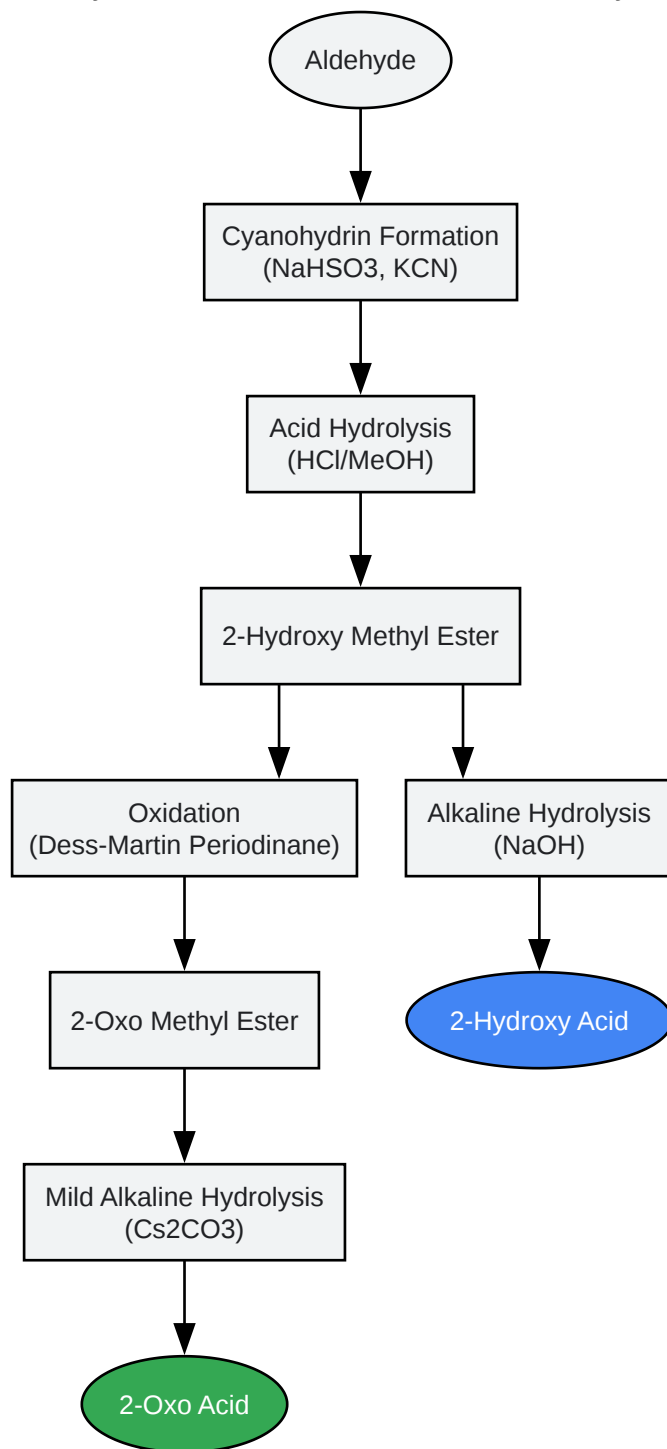 Aldehyde
Cyanohydrin Formation
(NaHSO3, KCN)
Acid Hydrolysis
(HCl/MeOH)
2-Hydroxy Methyl Ester
Oxidation
(Dess-Martin Periodinane)
Alkaline Hydrolysis
(NaOH)
2-Oxo Methyl Ester
2-Hydroxy Acid
Mild Alkaline Hydrolysis
(Cs2CO3)
2-Oxo Acid